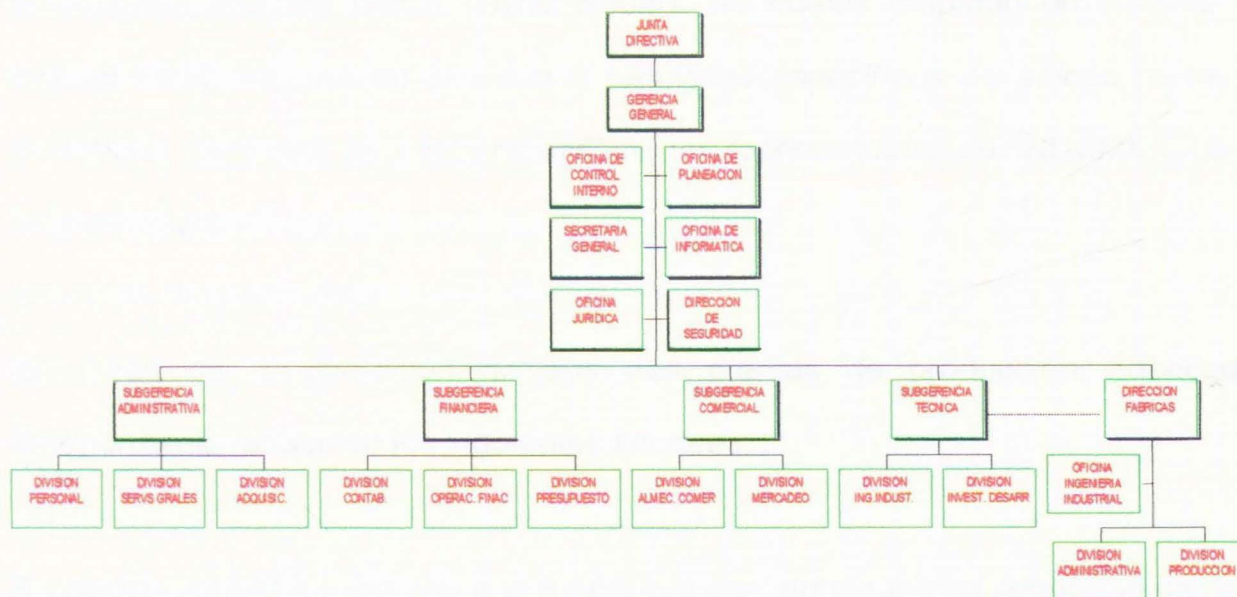 JUNTA
DIRECTIVA
GERENCIA
GENERAL
OFICINA DE
CONTROL
INTERNO
OFICINA DE
PLANEACION
SECRETARIA
GENERAL
OFICINA DE
INFORMATICA
OFICINA
JURIDICA
DIRECCION
DE
SEGURIDAD
SUBGERENCIA
ADMINISTRATIVA
SUBGERENCIA
FINANCIERA
SUBGERENCIA
COMERCIAL
SUBGERENCIA
TECNICA
DIRECCION
FABRICAS
DIVISION
PERSONAL
DIVISION
SERVS GRALES
DIVISION
ADQUISIC.
DIVISION
CONTAB.
DIVISION
OPERAC. FINAC
DIVISION
PRESUPUESTO
DIVISION
ALMEC. COMER
DIVISION
MERCADEO
DIVISION
ING.INDUST.
DIVISION
INVEST. DESARR
OFICINA
INGENIERIA
INDUSTRIAL
DIVISION
ADMINISTRATIVA
DIVISION
PRODUCCION